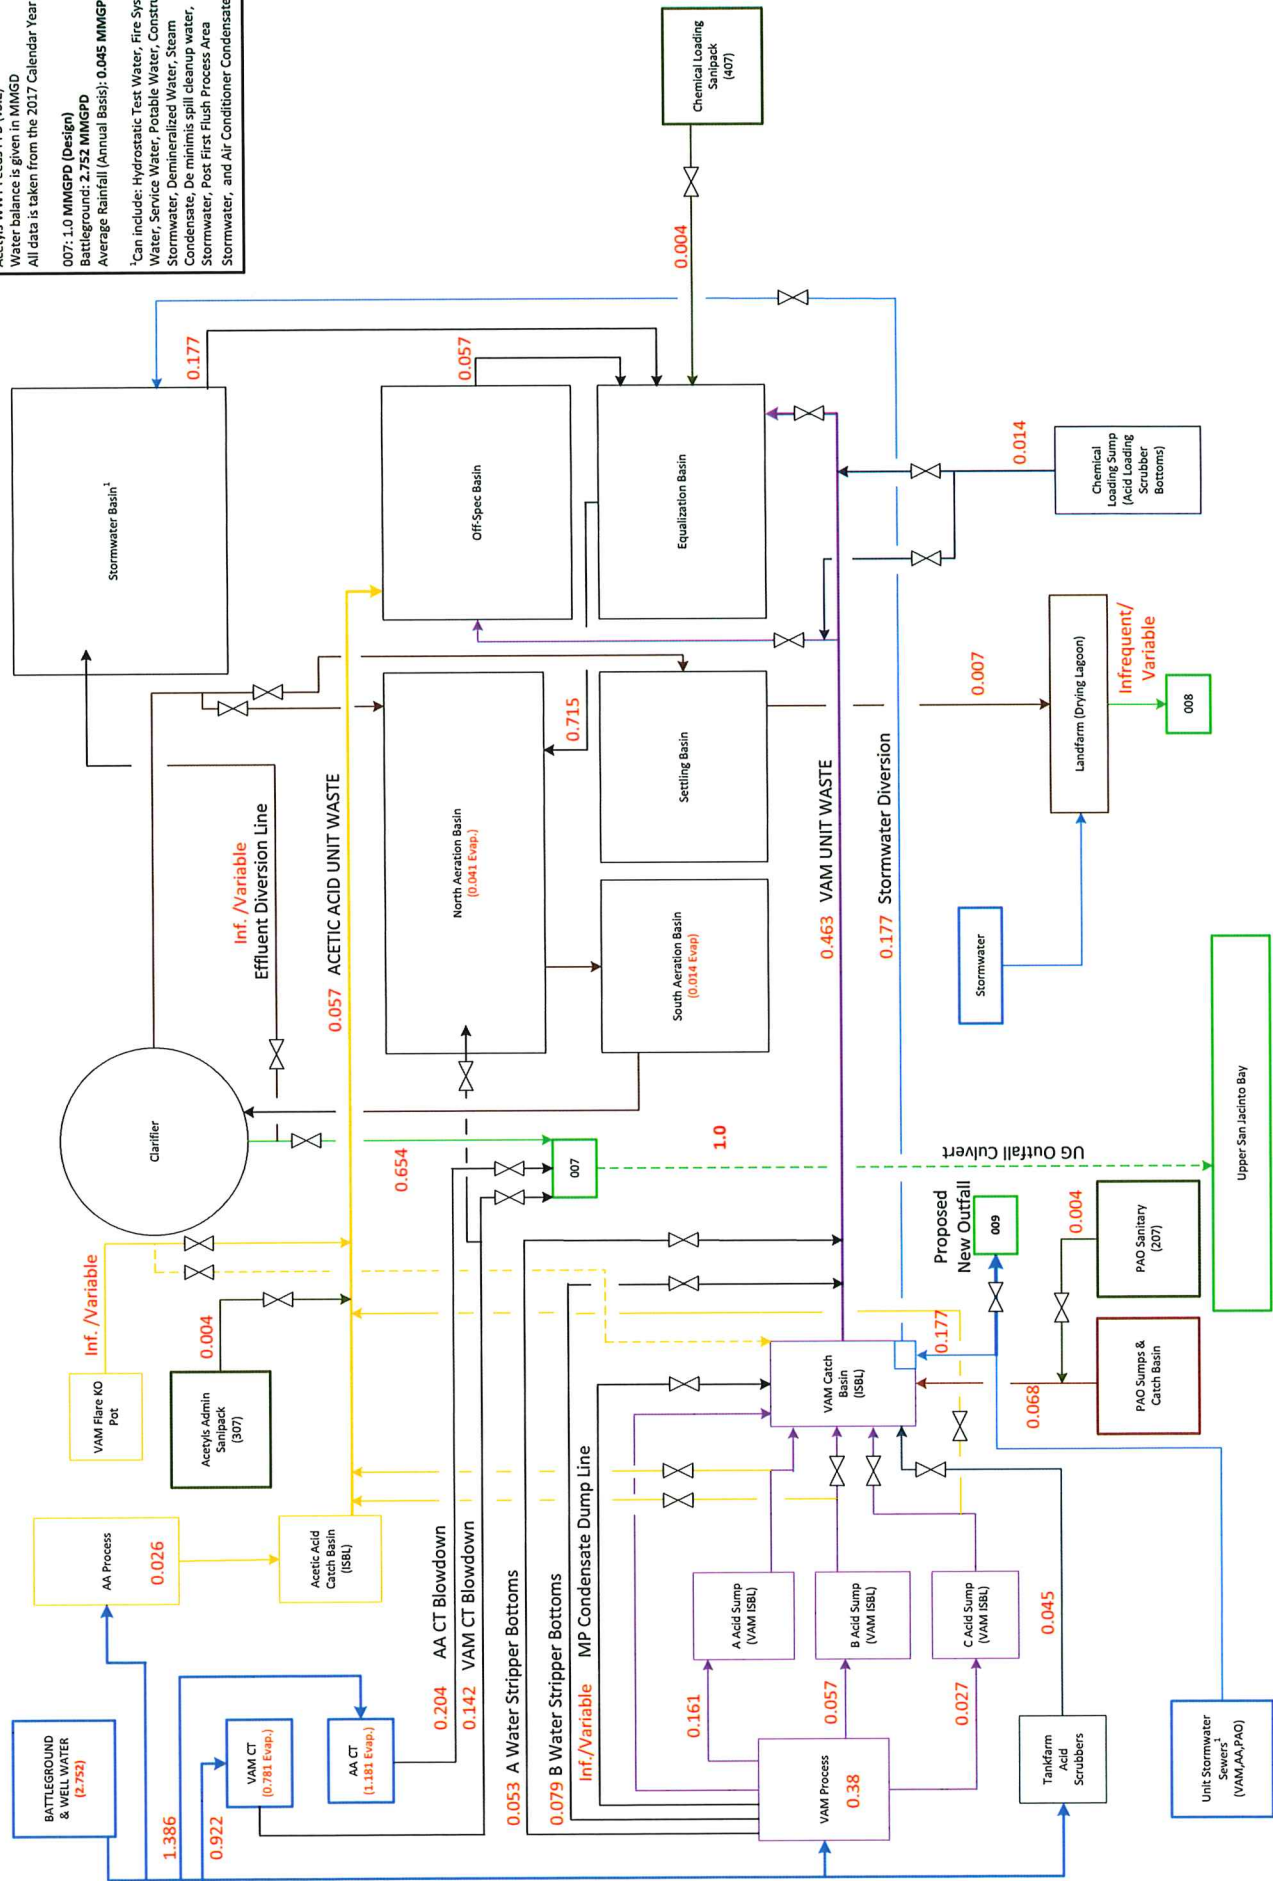 Water balance is given in MMGD
All data is taken from the 2017 Calendar Year
007: 1.0 MMGPD (Design)
Battleground: 2.752 MMGPD
Average Rainfall (Annual Basis): 0.045 MMGP
¹Can include: Hydrostatic Test Water, Fire Sys
Water, Service Water, Potable Water, Constru
Stormwater, Demineralized Water, Steam
Condensate, De minimis spill cleanup water,
Stormwater, Post First Flush Process Area
Stormwater, and Air Conditioner Condensate
BATTLEGROUND
& WELL WATER
(2.752)
1.386
0.922
AA Process
0.026
VAM CT
(0.781 Evap.)
AA CT
(1.181 Evap.)
Acetic Acid
Catch Basin
(ISBL)
VAM Flare KO
Pot
Inf. /Variable
Acetyls Admin
Sanipack
(307)
0.004
Clarifier
Inf. /Variable
Effluent Diversion Line
Stormwater Basin¹
0.177
0.057 ACETIC ACID UNIT WASTE
0.654
0.204 AA CT Blowdown
0.142 VAM CT Blowdown
0.053 A Water Stripper Bottoms
0.079 B Water Stripper Bottoms
Inf./Variable MP Condensate Dump Line
007
1.0
North Aeration Basin
(0.041 Evap.)
0.715
Off-Spec Basin
0.057
Equalization Basin
South Aeration Basin
(0.014 Evap)
Settling Basin
0.004
Chemical Loading
Sanipack
(407)
VAM Process
0.38
0.161
0.057
0.027
A Acid Sump
(VAM ISBL)
B Acid Sump
(VAM ISBL)
C Acid Sump
(VAM ISBL)
VAM Catch
Basin
(ISBL)
0.463 VAM UNIT WASTE
0.177 Stormwater Diversion
0.177
0.045
Tankfarm
Acid
Scrubbers
Unit Stormwater
Sewers¹
(VAM,AA,PAO)
0.068
PAO Sumps &
Catch Basin
0.004
PAO Sanitary
(207)
Proposed
New Outfall
009
UG Outfall Culvert
Upper San Jacinto Bay
Stormwater
0.007
Landfarm (Drying Lagoon)
Infrequent/
Variable
008
0.014
Chemical
Loading Sump
(Acid Loading
Scrubber
Bottoms)